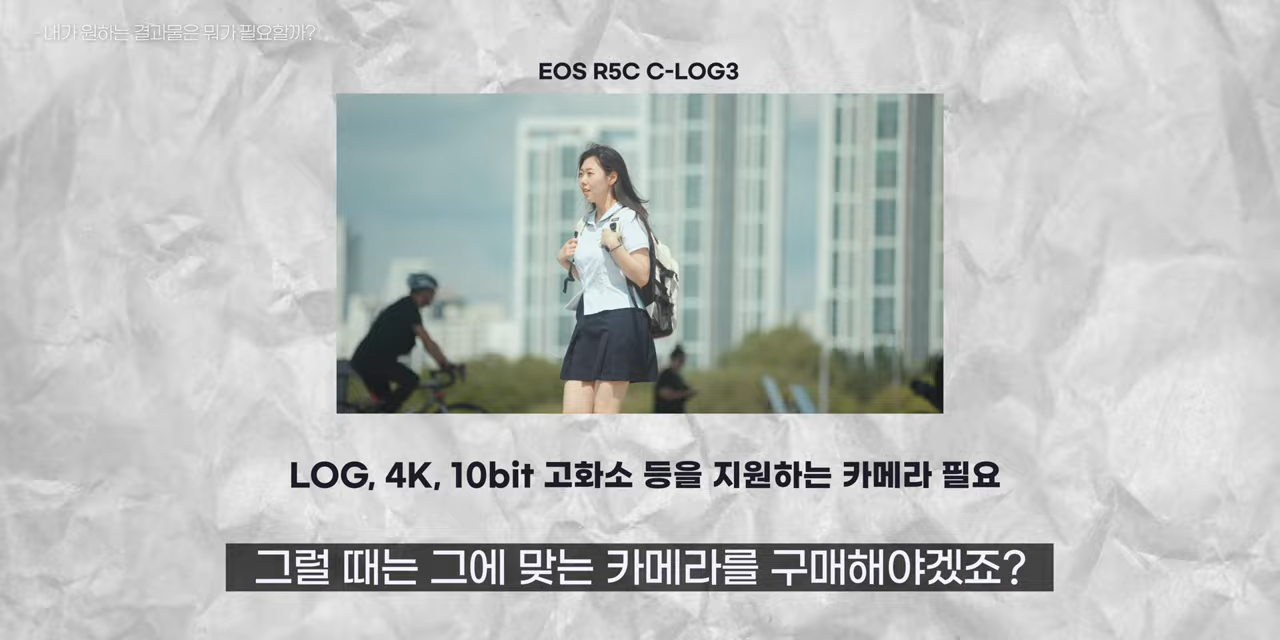 - 내가 원하는 결과물은 뭐가 필요할까?
EOS R5C C-LOG3
LOG, 4K, 10bit 고화소 등을 지원하는 카메라 필요
그럴 때는 그에 맞는 카메라를 구매해야겠죠?